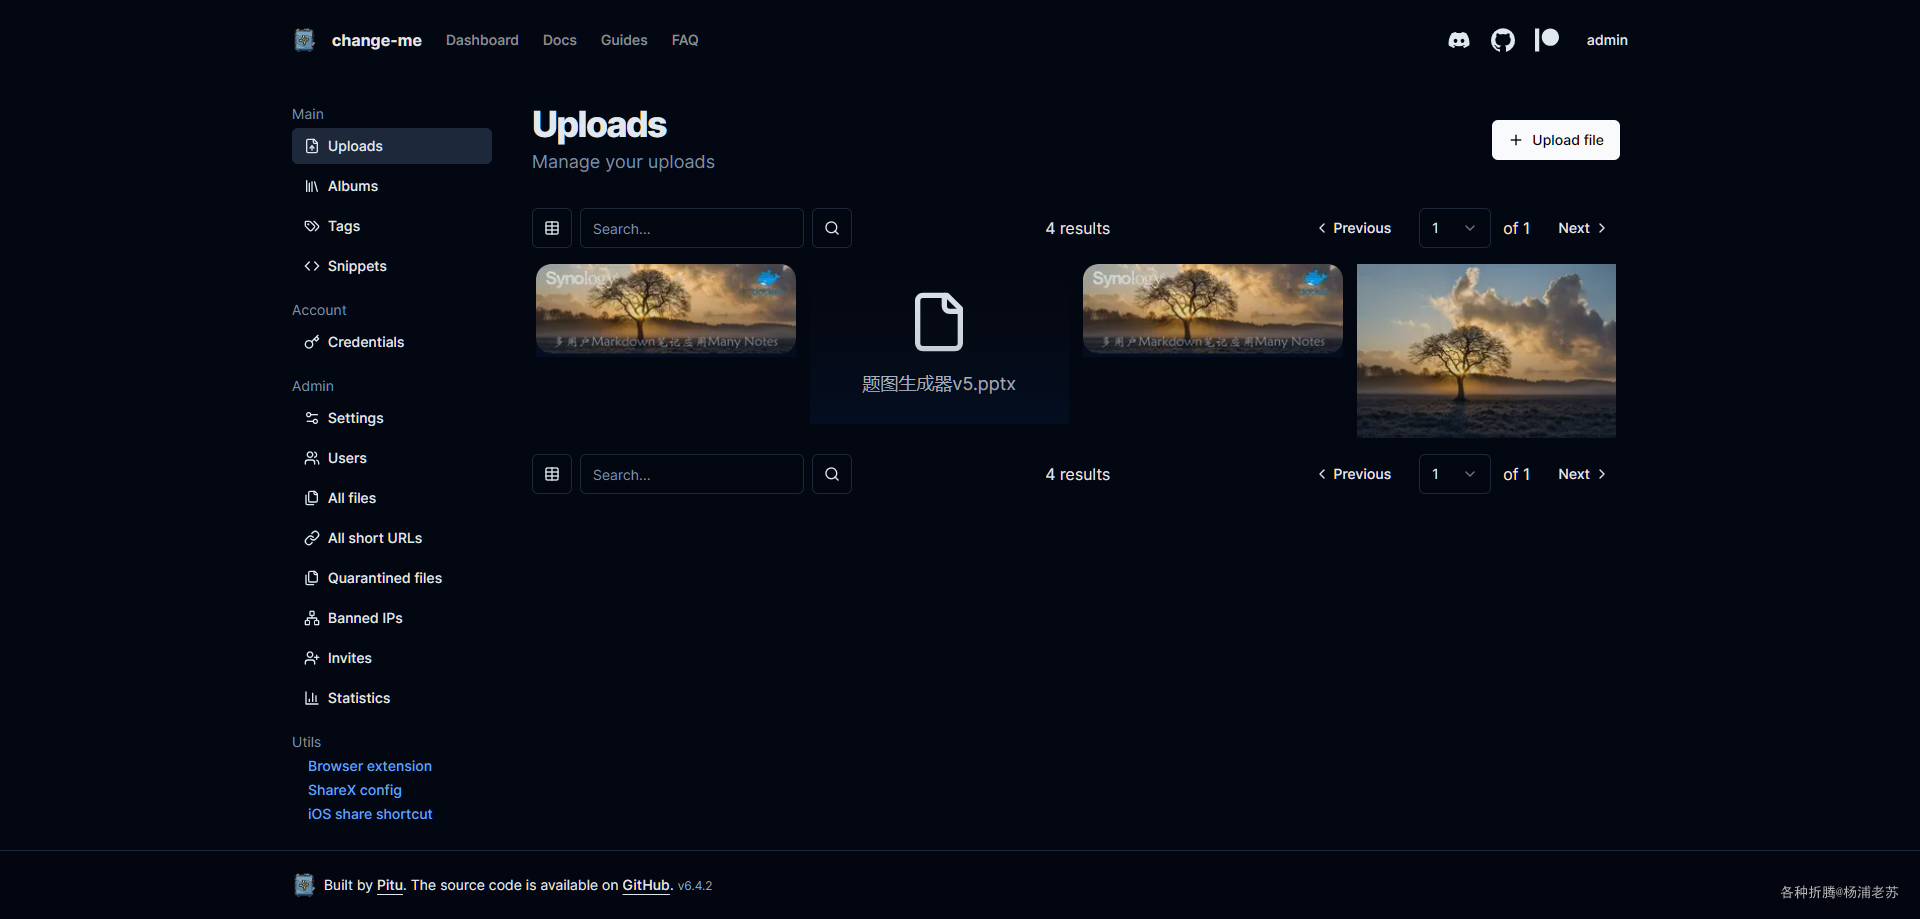 change-me Dashboard Docs Guides FAQ admin
Main
Uploads
Albums
Tags
Snippets
Account
Credentials
Admin
Settings
Users
All files
All short URLs
Quarantined files
Banned IPs
Invites
Statistics
Utils
Browser extension
ShareX config
iOS share shortcut
Uploads
Manage your uploads
Upload file
Search... 4 results Previous 1 of 1 Next
Synology
docker
多用户Markdown笔记应用Many Notes
题图生成器v5.pptx
Synology
docker
多用户Markdown笔记应用Many Notes
Search... 4 results Previous 1 of 1 Next
Built by Pitu. The source code is available on GitHub. v6.4.2
各种折腾@杨浦老苏